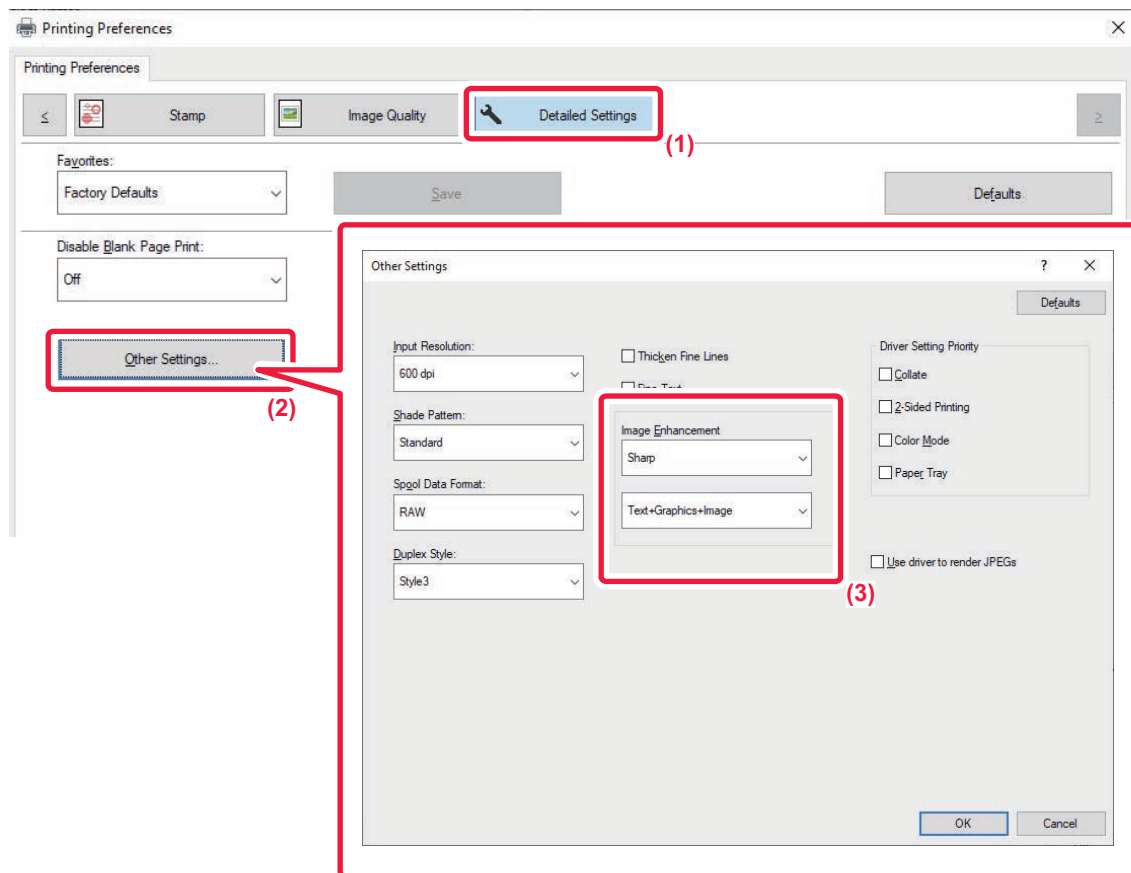 Printing Preferences
Printing Preferences
<
Stamp
Image Quality
Detailed Settings
>
(1)
Favorites:
Factory Defaults
Save
Defaults
Disable Blank Page Print:
Off
Other Settings...
(2)
Other Settings
?
Defaults
Input Resolution:
600 dpi
Shade Pattern:
Standard
Spool Data Format:
RAW
Duplex Style:
Style3
Thicken Fine Lines
Fine Text
Image Enhancement
Sharp
Text+Graphics+Image
(3)
Driver Setting Priority
Collate
2-Sided Printing
Color Mode
Paper Tray
Use driver to render JPEGs
OK
Cancel